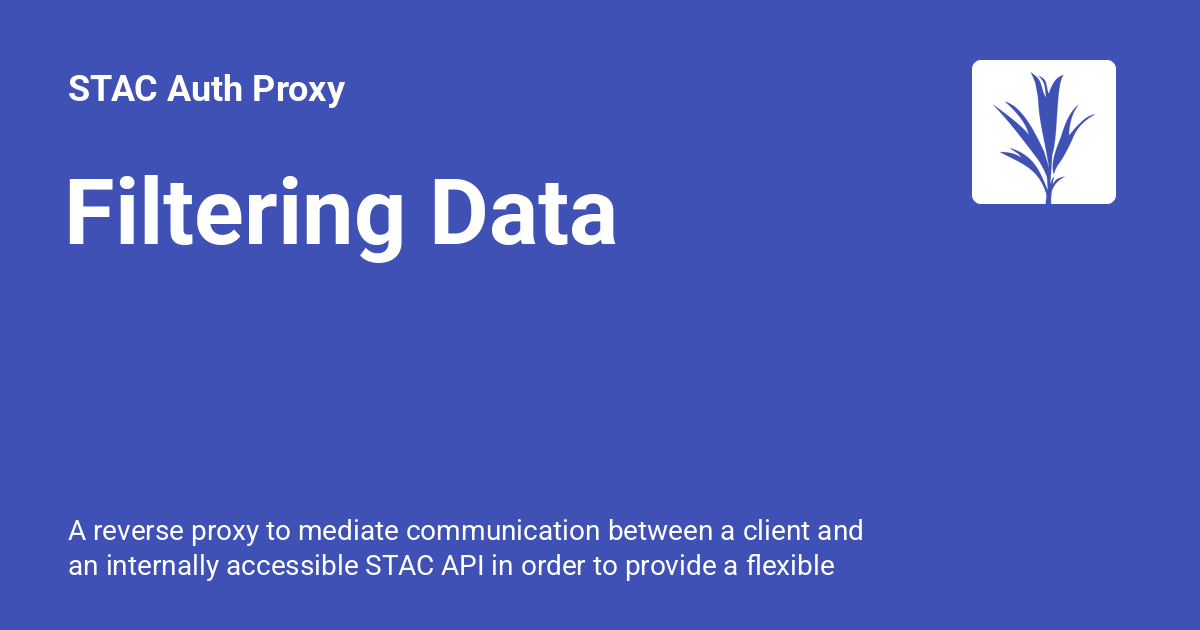 STAC Auth Proxy
Filtering Data
A reverse proxy to mediate communication between a client and
an internally accessible STAC API in order to provide a flexible